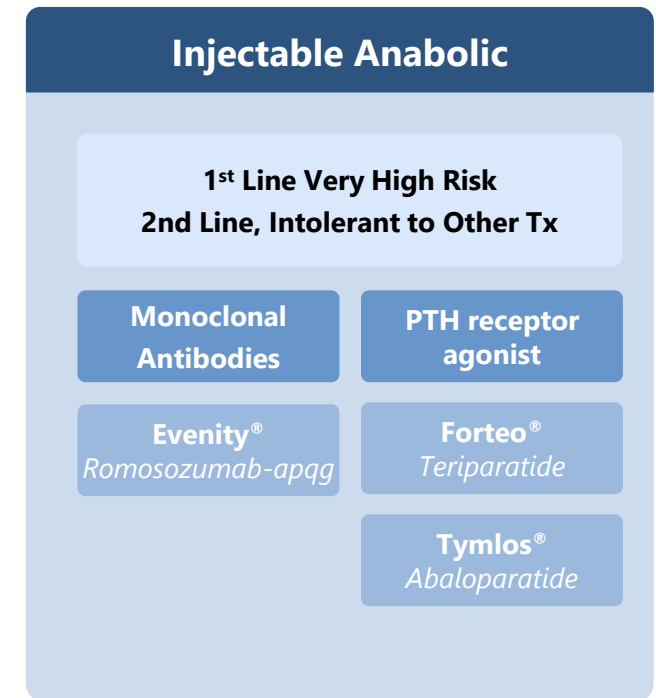 Injectable Anabolic
1st Line Very High Risk
2nd Line, Intolerant to Other Tx
Monoclonal
Antibodies
PTH receptor
agonist
Evenity®
Romosozumab-apqg
Forteo®
Teriparatide
Tymlos®
Abaloparatide